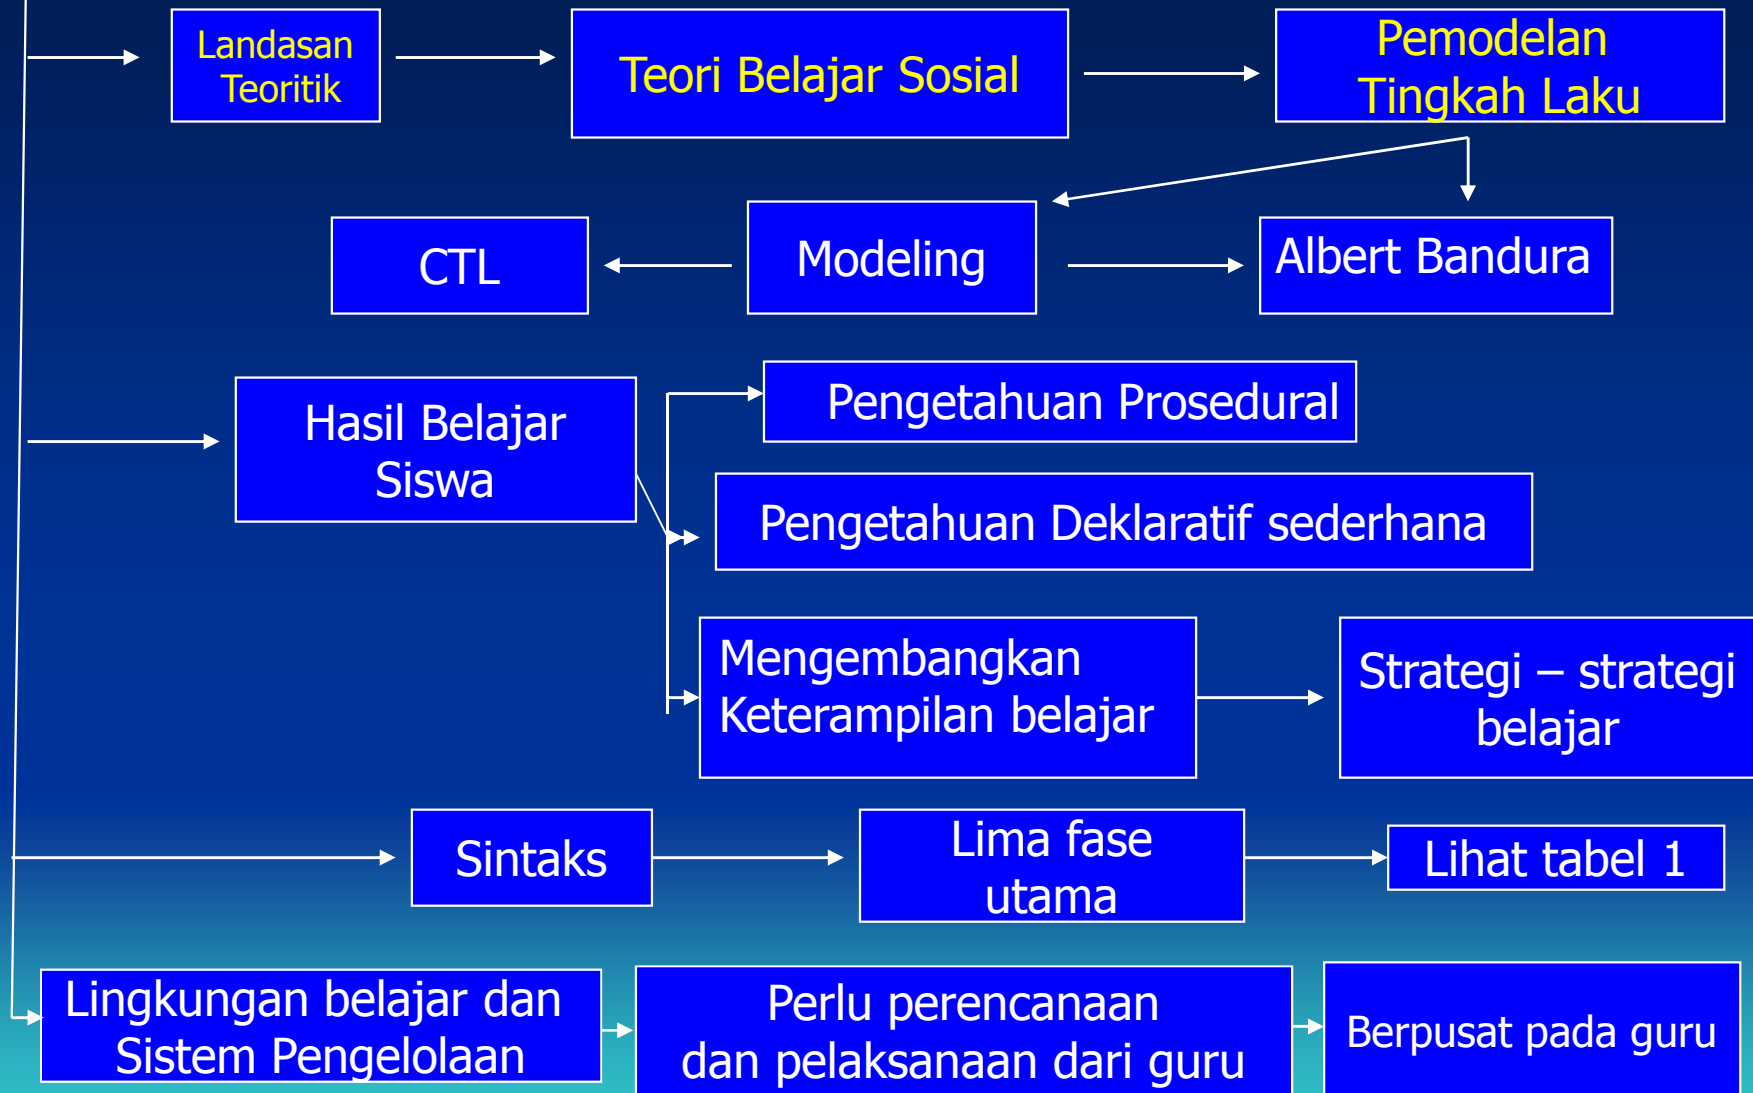 Landasan
Teoritik
Teori Belajar Sosial
Pemodelan
Tingkah Laku
CTL
Modeling
Albert Bandura
Hasil Belajar
Siswa
Pengetahuan Prosedural
Pengetahuan Deklaratif sederhana
Mengembangkan
Keterampilan belajar
Strategi – strategi
belajar
Sintaks
Lima fase
utama
Lihat tabel 1
Lingkungan belajar dan
Sistem Pengelolaan
Perlu perencanaan
dan pelaksanaan dari guru
Berpusat pada guru